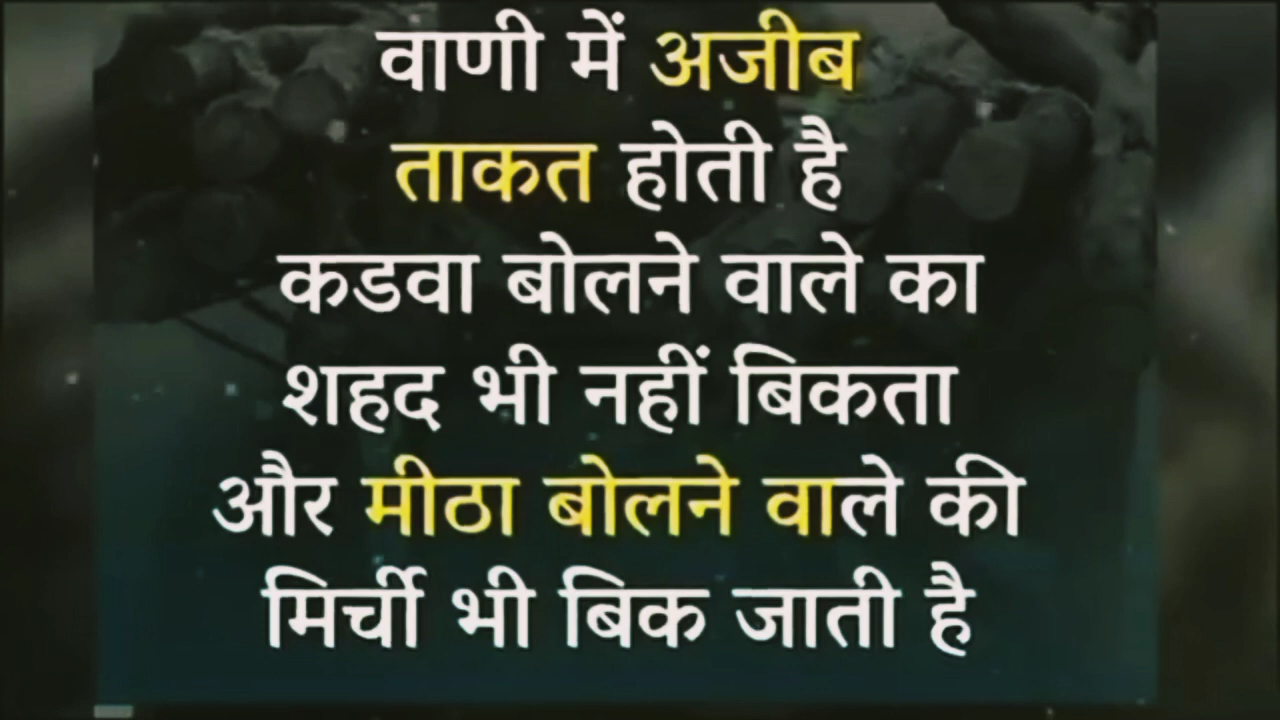 वाणी में अजीब
ताकत होती है
कडवा बोलने वाले का
शहद भी नहीं बिकता
और मीठा बोलने वाले की
मिर्ची भी बिक जाती है